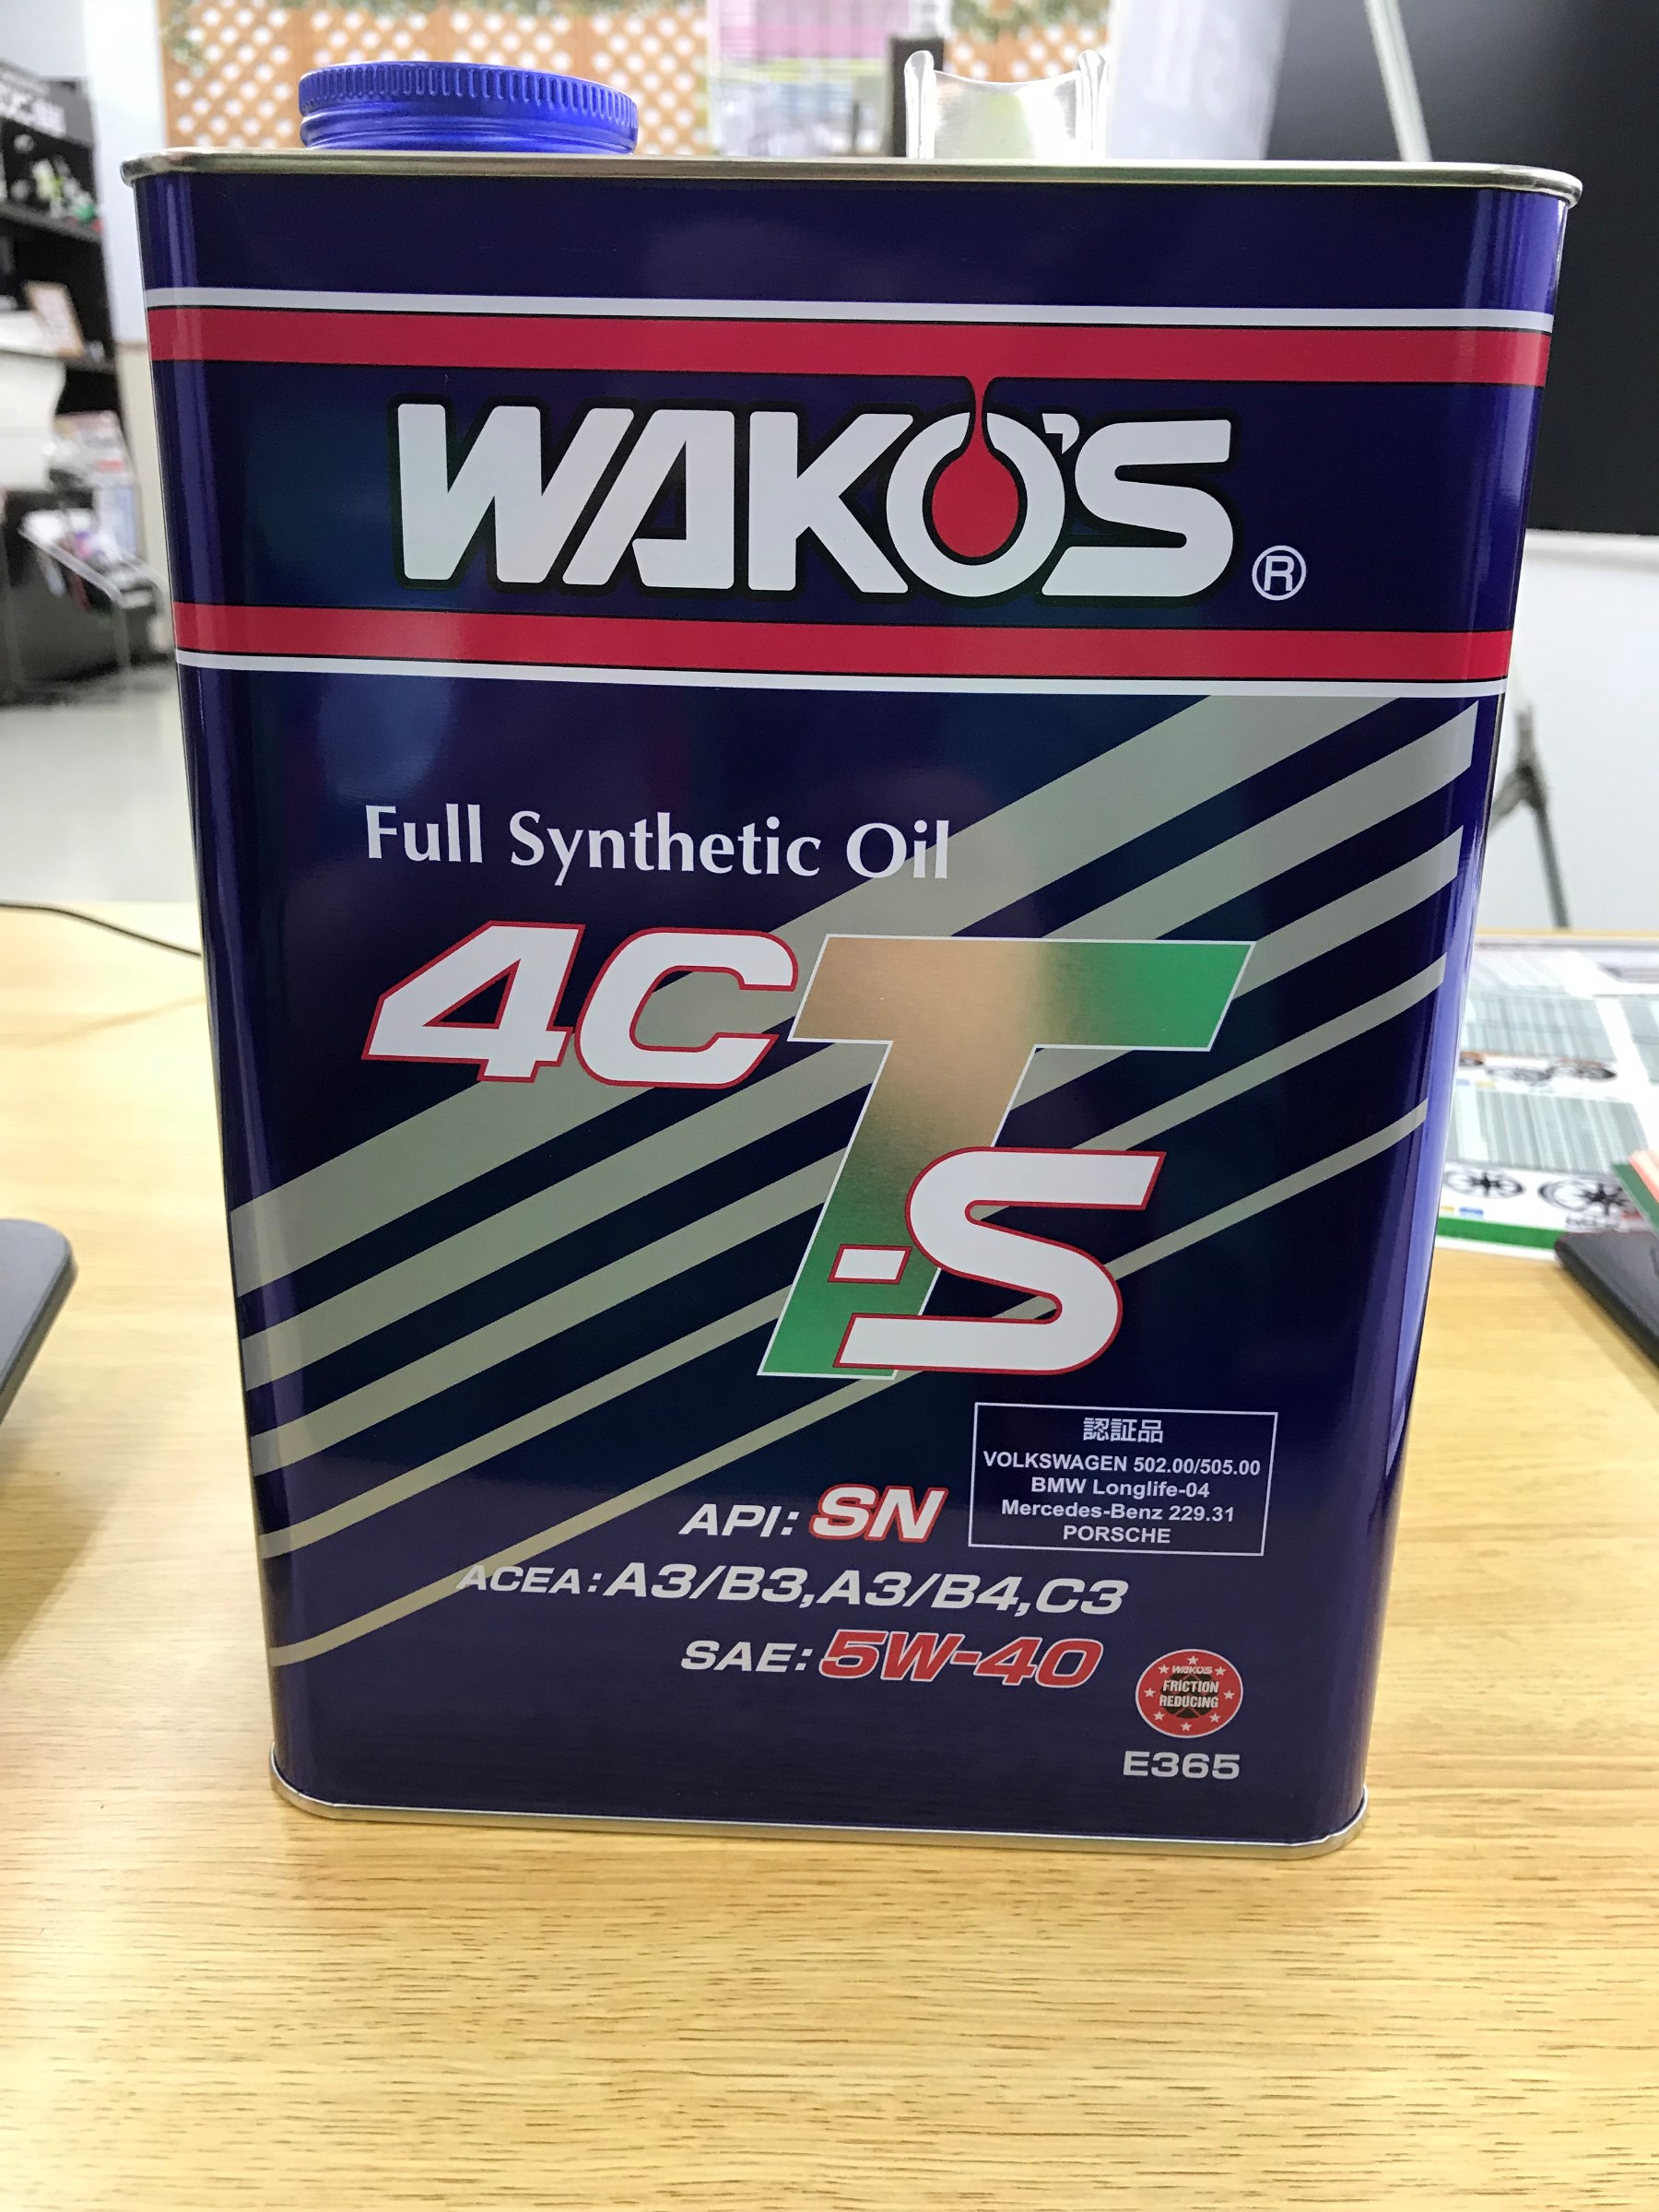 WAKO'S®
Full Synthetic Oil
4CT-S
認証品
VOLKSWAGEN 502.00/505.00
BMW Longlife-04
Mercedes-Benz 229.31
PORSCHE
API: SN
ACEA: A3/B3,A3/B4,C3
SAE: 5W-40
WAKO'S
FRICTION
REDUCING
E365